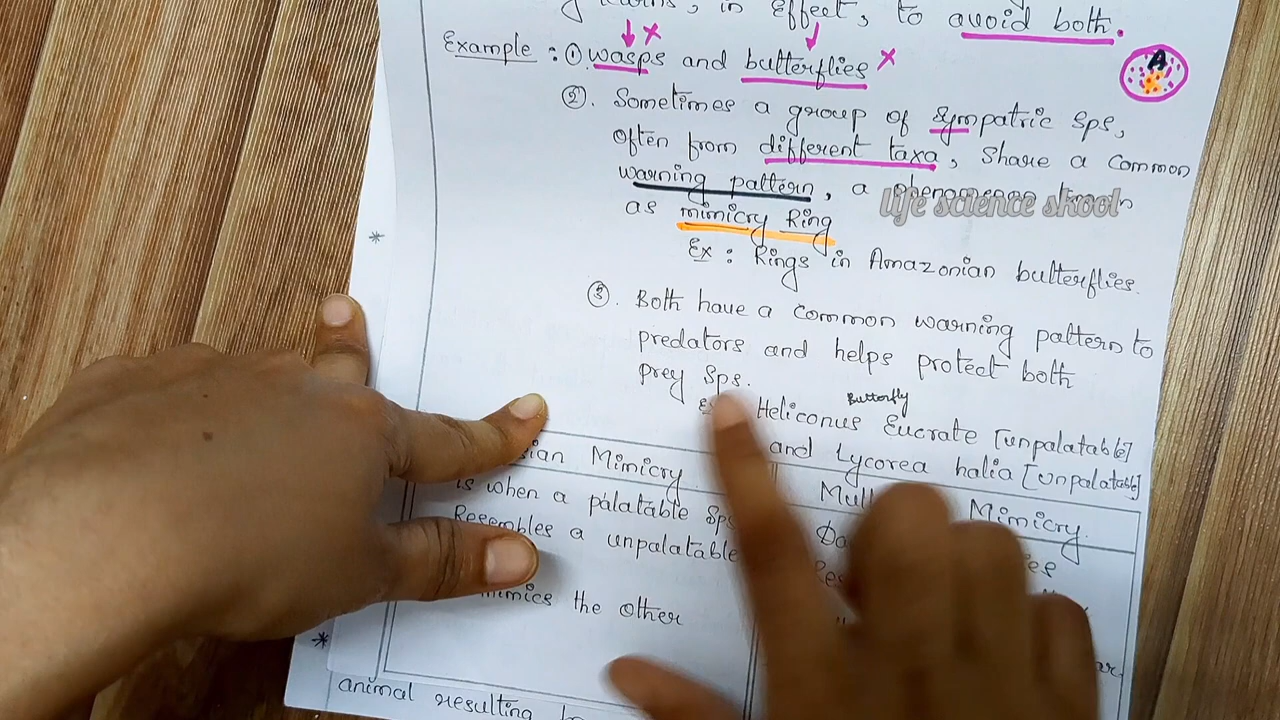 in effect, to avoid both.
Example : ① wasps and butterflies
A
②. Sometimes a group of sympatric Sps,
often from different taxa, Share a Common
warning pattern, a
life science skool
as mimicry Ring
Ex : Rings in Amazonian butterflies.
③. Both have a Common warning pattern to
predators and helps protect both
prey Sps.
Butterfly
Heliconus Eucrate [unpalatable]
and Lycorea halia [unpalatable]
Mimicry.
Mimicry.
is when a palatable Sps
Resembles a unpalatable
the other
animal resulting